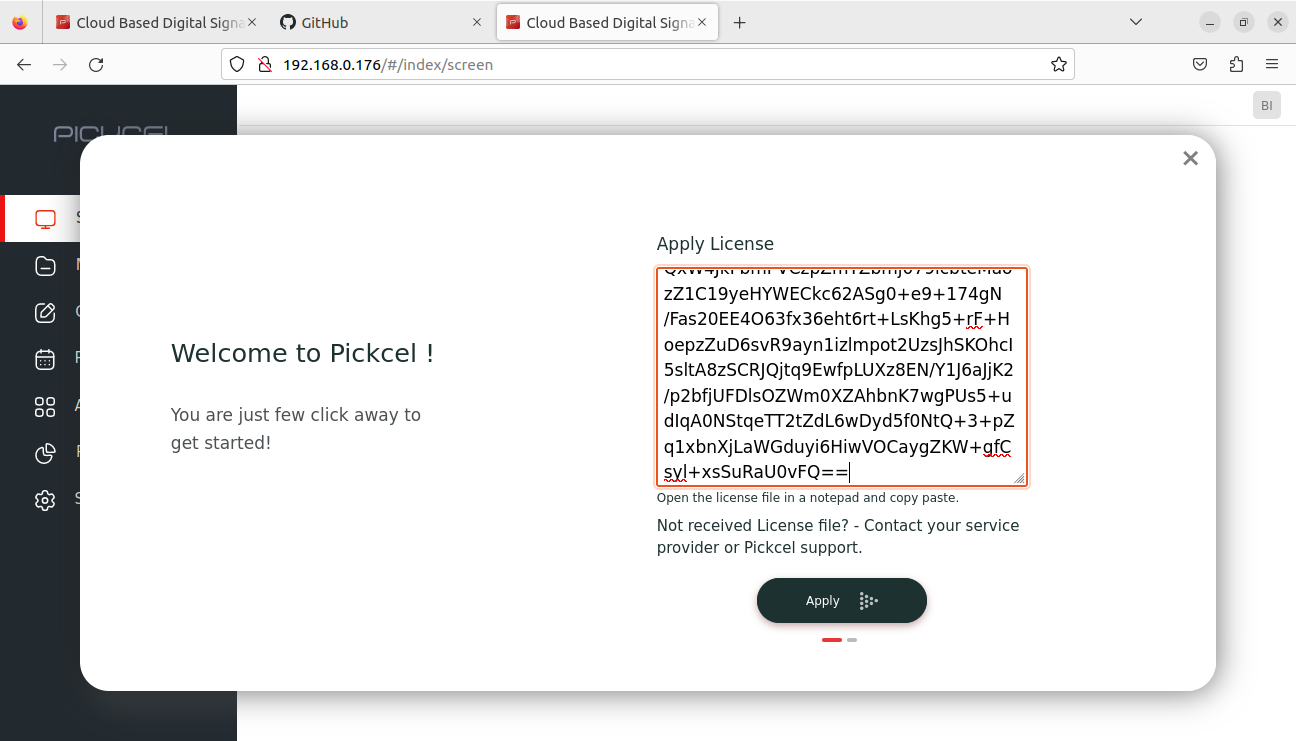 Cloud Based Digital Signa
GitHub
Cloud Based Digital Signa
192.168.0.176/#/index/screen
BI
PICKCEL
Apply License
zZ1C19yeHYWECkc62ASg0+e9+174gN
/Fas20EE4O63fx36eht6rt+LsKhg5+rF+H
oepzZuD6svR9ayn1izlmpot2UzsJhSKOhcI
5sltA8zSCRJQjtq9EwfpLUXz8EN/Y1J6aJjK2
/p2bfjUFDlsOZWm0XZAhbnK7wgPUs5+u
dIqA0NStqeTT2tZdL6wDyd5f0NtQ+3+pZ
q1xbnXjLaWGduyi6HiwVOCaygZKW+gfC
syl+xsSuRaU0vFQ==
Welcome to Pickcel !
You are just few click away to
get started!
Open the license file in a notepad and copy paste.
Not received License file? - Contact your service
provider or Pickcel support.
Apply